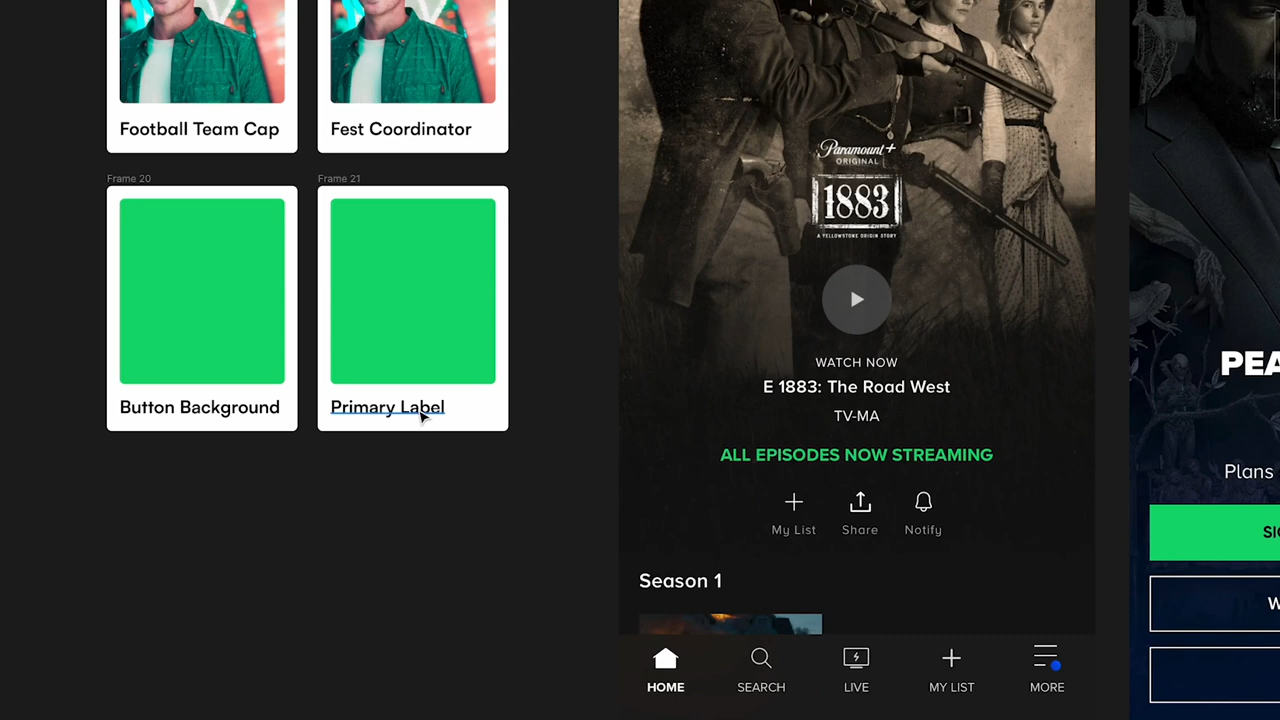 Football Team Cap
Fest Coordinator
Frame 20
Frame 21
Button Background
Primary Label
Paramount+
ORIGINAL
1883
A YELLOWSTONE ORIGIN STORY
WATCH NOW
E 1883: The Road West
TV-MA
ALL EPISODES NOW STREAMING
My List
Share
Notify
Season 1
HOME
SEARCH
LIVE
MY LIST
MORE
PEA
Plans
SI
W